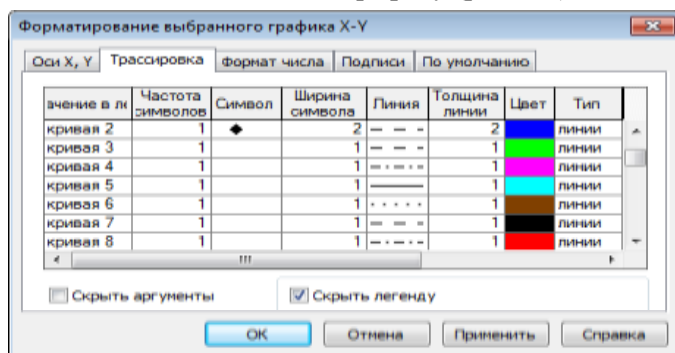 Форматирование выбранного графика X-Y
Оси X, Y Трассировка Формат числа Подписи По умолчанию
ачение в ле Частота символов Символ Ширина символа Линия Толщина линии Цвет Тип
кривая 2 1 2 2 линии
кривая 3 1 1 1 линии
кривая 4 1 1 1 линии
кривая 5 1 1 1 линии
кривая 6 1 1 1 линии
кривая 7 1 1 1 линии
кривая 8 1 1 1 линии
Скрыть аргументы Скрыть легенду
ОК Отмена Применить Справка